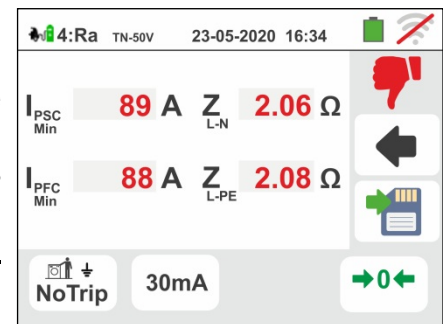 4:Ra TN-50V 23-05-2020 16:34
IPSC Min 89 A ZL-N 2.06 Ω
IPFC Min 88 A ZL-PE 2.08 Ω
NoTrip 30mA →0←